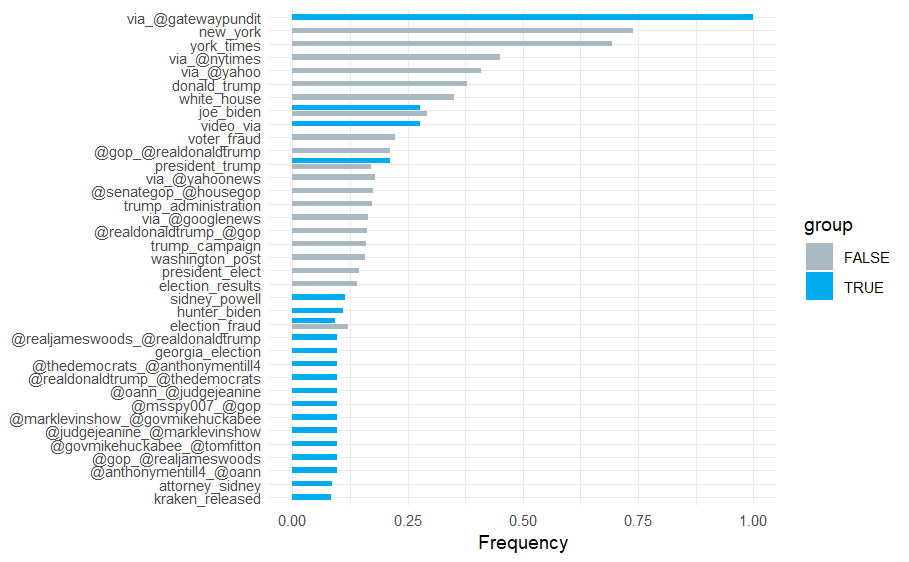 via_@gatewaypundit
new_york
york_times
via_@nytimes
via_@yahoo
donald_trump
white_house
joe_biden
video_via
voter_fraud
@gop_@realdonaldtrump
president_trump
via_@yahoonews
@senategop_@housegop
trump_administration
via_@googlenews
@realdonaldtrump_@gop
trump_campaign
washington_post
president_elect
election_results
sidney_powell
hunter_biden
election_fraud
@realjameswoods_@realdonaldtrump
georgia_election
@thedemocrats_@anthonymentill4
@realdonaldtrump_@thedemocrats
@oann_@judgejeanine
@msspy007_@gop
@marklevinshow_@govmikehuckabee
@judgejeanine_@marklevinshow
@govmikehuckabee_@tomfitton
@gop_@realjameswoods
@anthonymentill4_@oann
attorney_sidney
kraken_released
0.00 0.25 0.50 0.75 1.00
Frequency
group
FALSE
TRUE